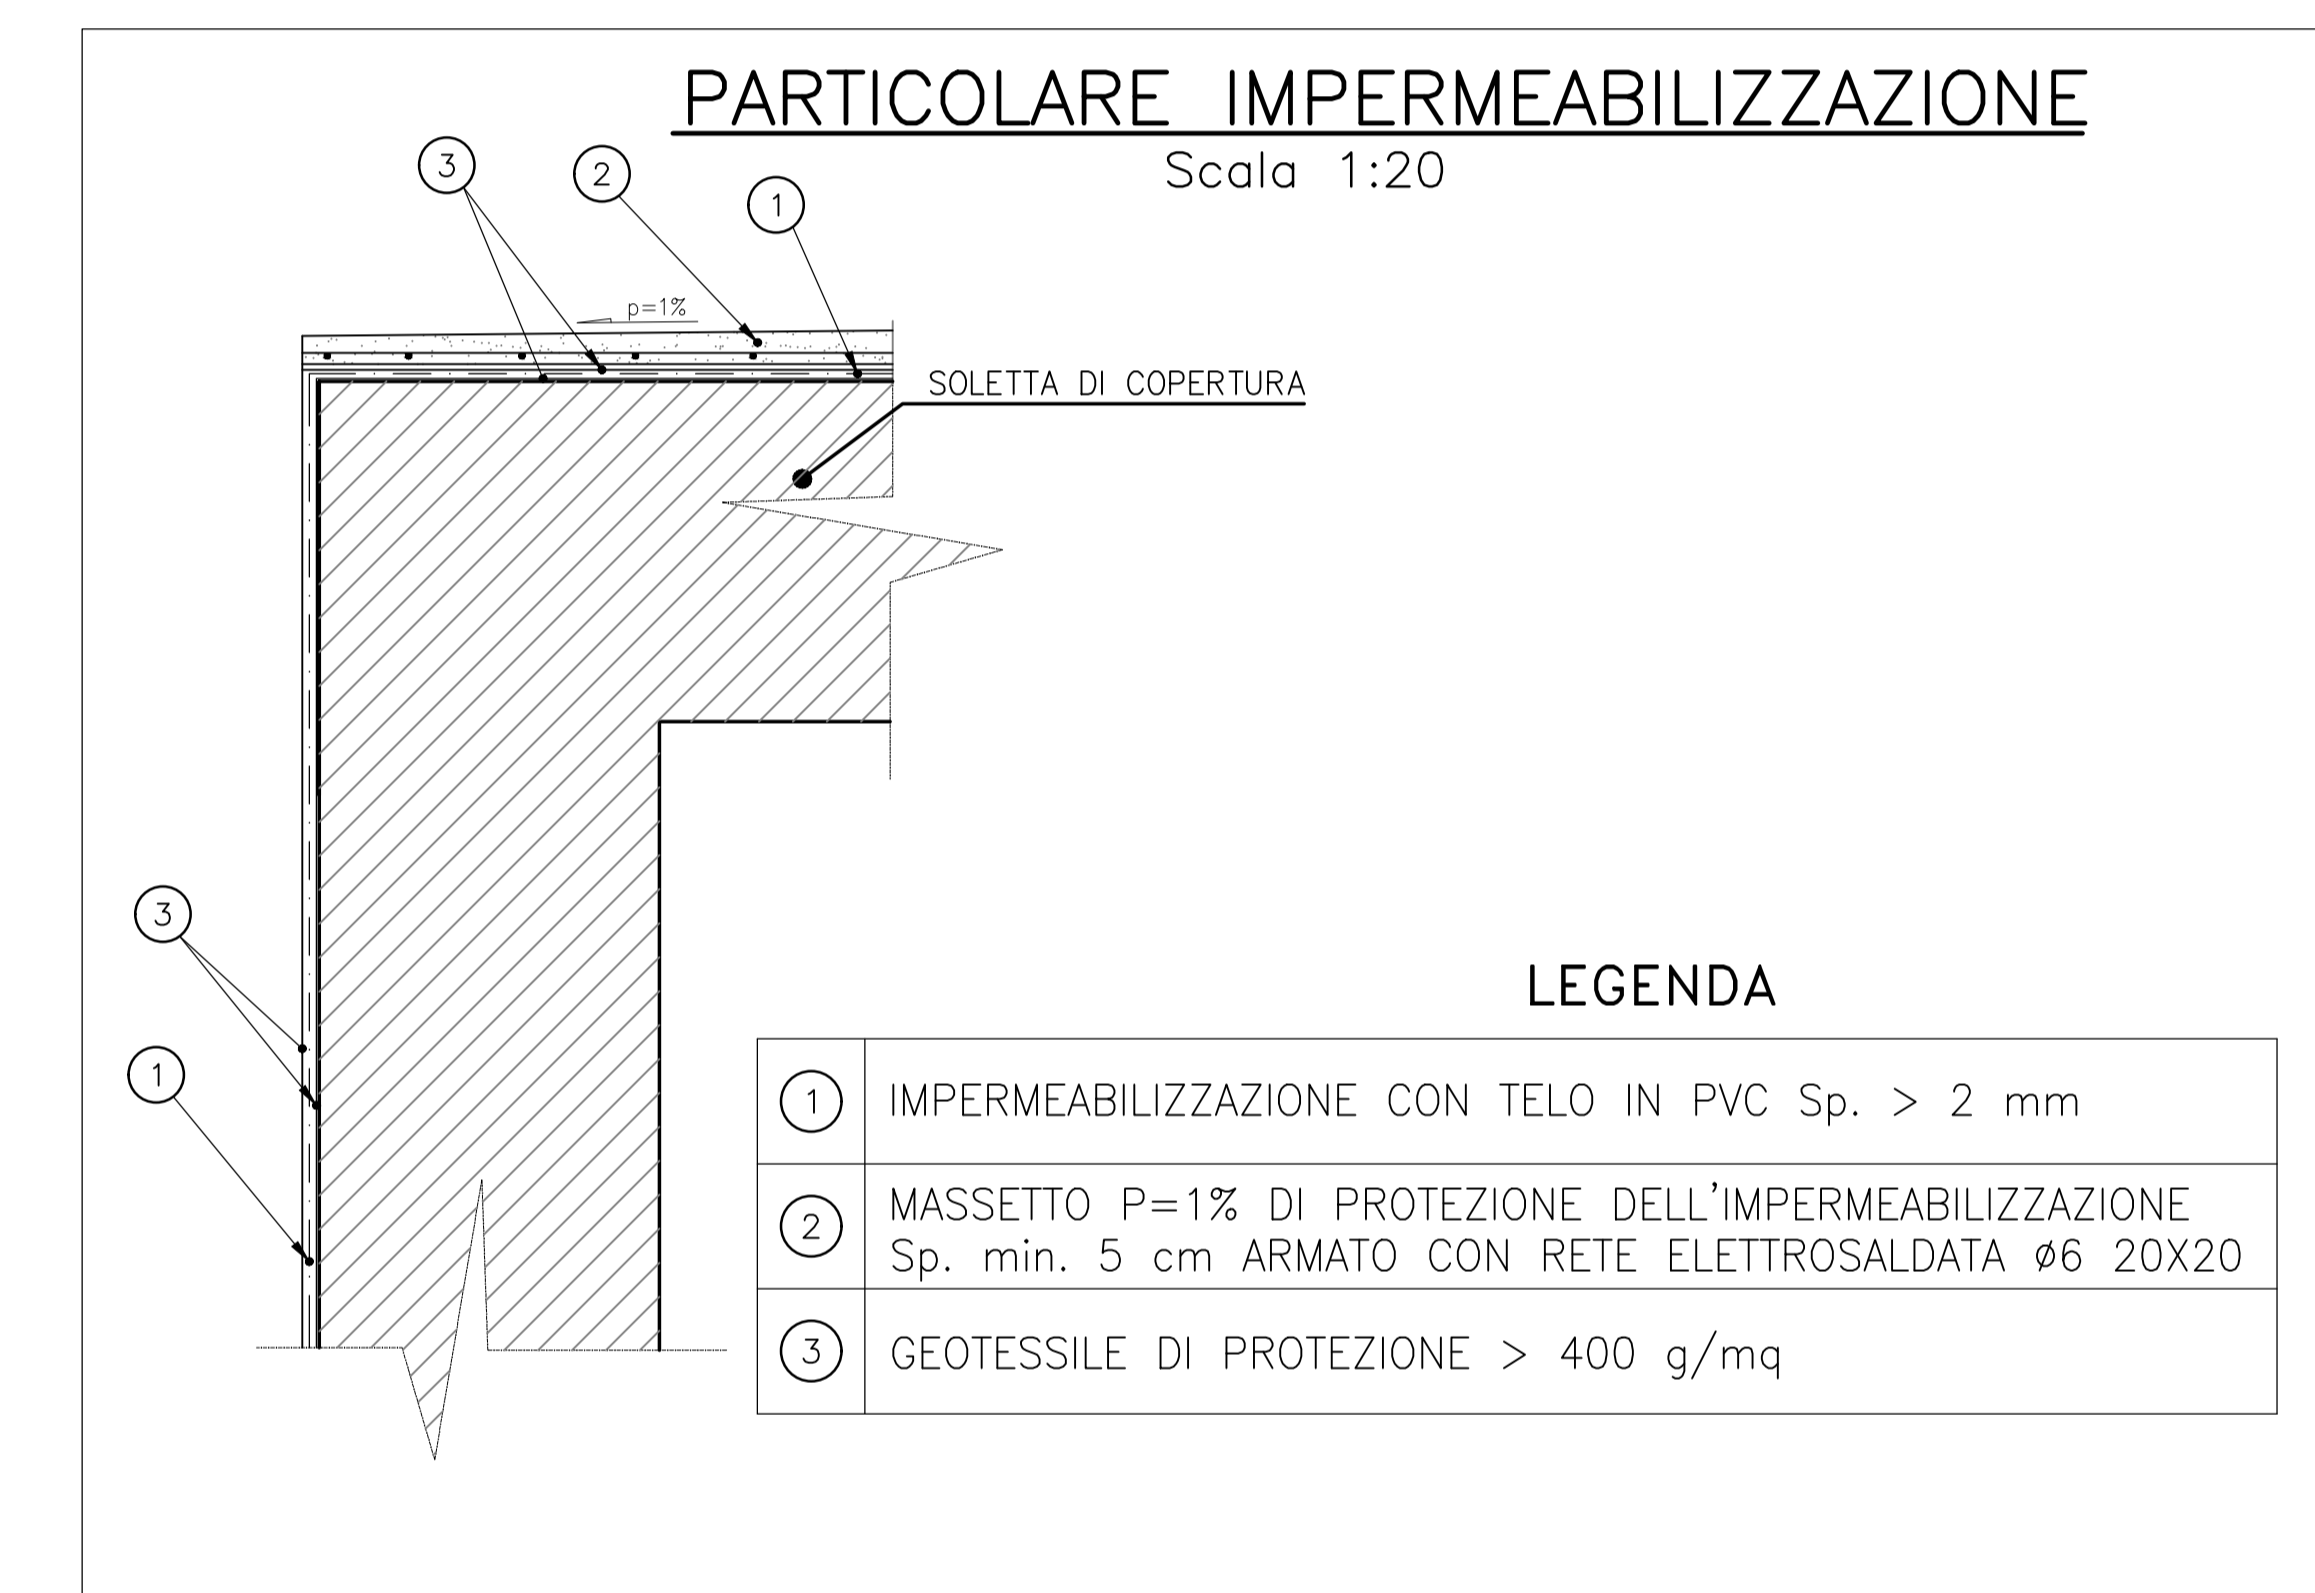 PARTICOLARE IMPERMEABILIZZAZIONE
Scala 1:20
3
2
1
p=1%
SOLETTA DI COPERTURA
3
1
LEGENDA
1 IMPERMEABILIZZAZIONE CON TELO IN PVC Sp. > 2 mm
2 MASSETTO P=1% DI PROTEZIONE DELL'IMPERMEABILIZZAZIONE
Sp. min. 5 cm ARMATO CON RETE ELETTROSALDATA ø6 20X20
3 GEOTESSILE DI PROTEZIONE > 400 g/mq